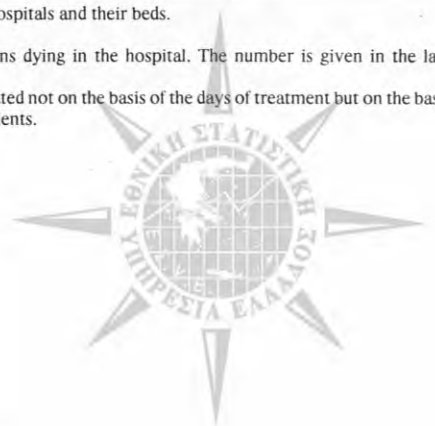 ospitals and their beds.
ns dying in the hospital. The number is given in the la
ted not on the basis of the days of treatment but on the bas
ents.
ΕΘΝΙΚΗ ΣΤΑΤΙΣΤΙΚΗ
ΥΠΗΡΕΣΙΑ ΕΛΛΑΔΟΣ
Ε.Σ.Υ.Ε.